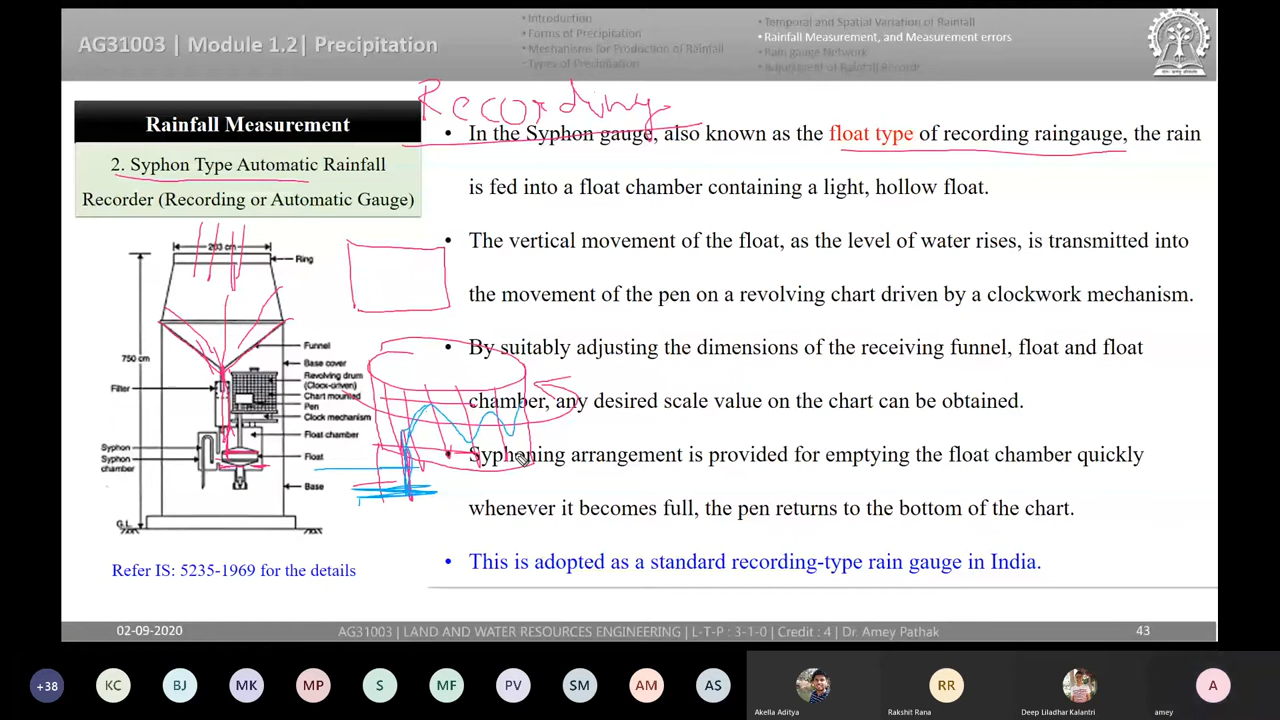 AG31003 | Module 1.2| Precipitation
Introduction
Forms of Precipitation
Mechanisms for Production of Rainfall
Types of Precipitation
Temporal and Spatial Variation of Rainfall
Rainfall Measurement, and Measurement errors
Rain gauge Network
Adjustment of Rainfall Records
Recording
Rainfall Measurement
2. Syphon Type Automatic Rainfall
Recorder (Recording or Automatic Gauge)
203 cm
Ring
750 cm
Funnel
Base cover
Revolving drum
(Clock-driven)
Chart mounted
Pen
Clock mechanism
Filter
Float chamber
Syphon
Syphon
chamber
Float
Base
G.L.
Refer IS: 5235-1969 for the details
• In the Syphon gauge, also known as the float type of recording raingauge, the rain
is fed into a float chamber containing a light, hollow float.
• The vertical movement of the float, as the level of water rises, is transmitted into
the movement of the pen on a revolving chart driven by a clockwork mechanism.
• By suitably adjusting the dimensions of the receiving funnel, float and float
chamber, any desired scale value on the chart can be obtained.
• Syphoning arrangement is provided for emptying the float chamber quickly
whenever it becomes full, the pen returns to the bottom of the chart.
• This is adopted as a standard recording-type rain gauge in India.
02-09-2020
AG31003 | LAND AND WATER RESOURCES ENGINEERING | L-T-P : 3-1-0 | Credit : 4 | Dr. Amey Pathak
43
+38
KC
BJ
MK
MP
S
MF
PV
SM
AM
AS
Akella Aditya
RR
Rakshit Rana
Deep Liladhar Kalantri
A
amey